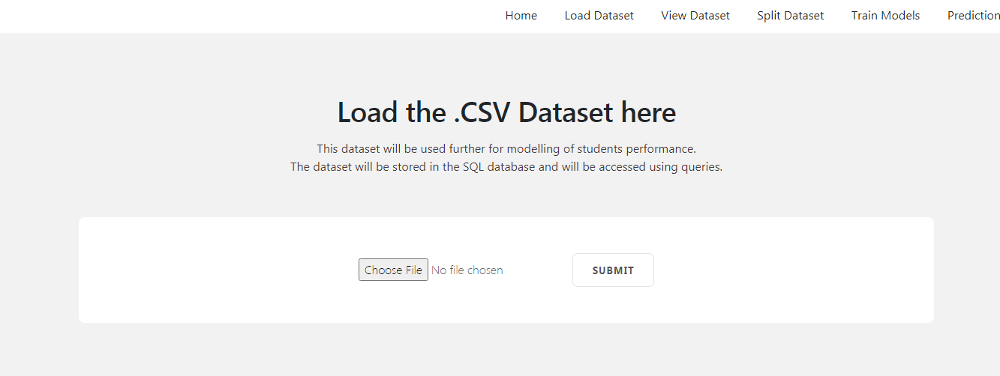 Home Load Dataset View Dataset Split Dataset Train Models Prediction
Load the .CSV Dataset here
This dataset will be used further for modelling of students performance.
The dataset will be stored in the SQL database and will be accessed using queries.
Choose File No file chosen SUBMIT